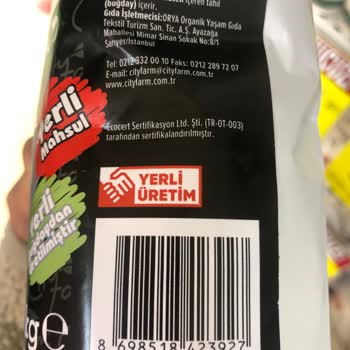 (buğday) içerir.
Gıda İşletmecisi:ORYA Organik Yaşam Gıda
Tekstil Turizm San. Tic. A.Ş. Ayazağa
Mahallesi Mimar Sinan Sokak No:8/1
Sarıyer/İstanbul
Tel: 0212 332 00 10 Faks: 0212 289 72 07
E-mail: cityfarm@cityfarm.com.tr
www.cityfarm.com.tr
Ecocert Sertifikasyon Ltd. Şti. (TR-OT-003)
tarafından sertifikalandırılmıştır.
Yerli
Mahsul
YERLİ
ÜRETİM
Yerli
8 698518 423927